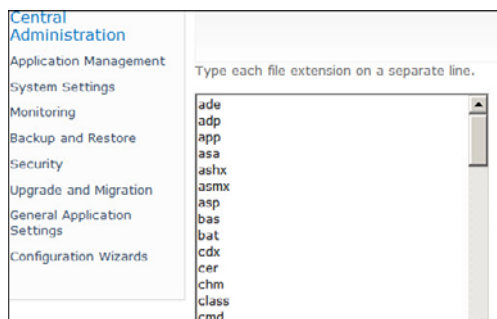 Central
Administration
Application Management
System Settings
Monitoring
Backup and Restore
Security
Upgrade and Migration
General Application
Settings
Configuration Wizards
Type each file extension on a separate line.
ade
adp
app
asa
ashx
asmx
asp
bas
bat
cdx
cer
chm
class
cmd